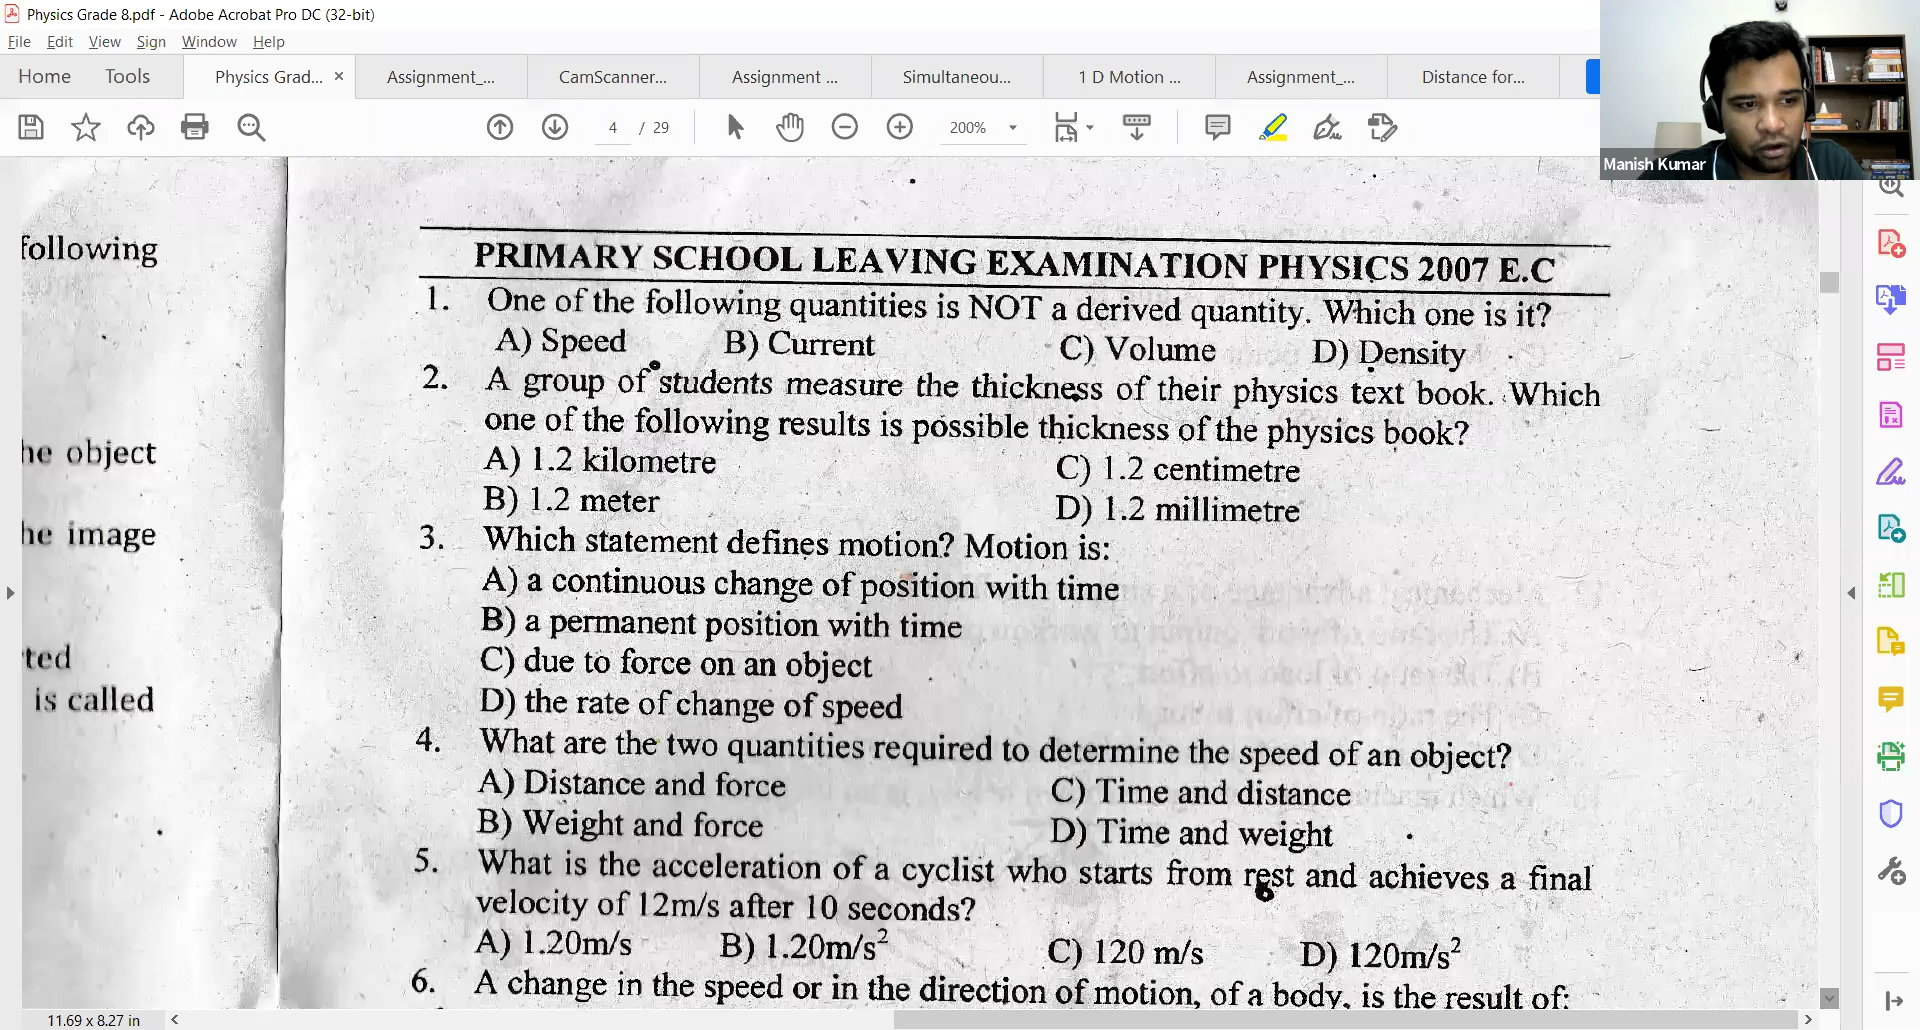 Physics Grade 8.pdf - Adobe Acrobat Pro DC (32-bit)
File Edit View Sign Window Help
Home Tools Physics Grad... × Assignment_... CamScanner... Assignment ... Simultaneou... 1 D Motion ... Assignment_... Distance for...
4 / 29 200%
Manish Kumar
following
he object
he image
ted
is called
PRIMARY SCHOOL LEAVING EXAMINATION PHYSICS 2007 E.C
1. One of the following quantities is NOT a derived quantity. Which one is it?
A) Speed B) Current C) Volume D) Density
2. A group of students measure the thickness of their physics text book. Which
one of the following results is possible thickness of the physics book?
A) 1.2 kilometre C) 1.2 centimetre
B) 1.2 meter D) 1.2 millimetre
3. Which statement defines motion? Motion is:
A) a continuous change of position with time
B) a permanent position with time
C) due to force on an object
D) the rate of change of speed
4. What are the two quantities required to determine the speed of an object?
A) Distance and force C) Time and distance
B) Weight and force D) Time and weight
5. What is the acceleration of a cyclist who starts from rest and achieves a final
velocity of 12m/s after 10 seconds?
A) 1.20m/s B) 1.20m/s² C) 120 m/s D) 120m/s²
6. A change in the speed or in the direction of motion, of a body, is the result of:
11.69 x 8.27 in